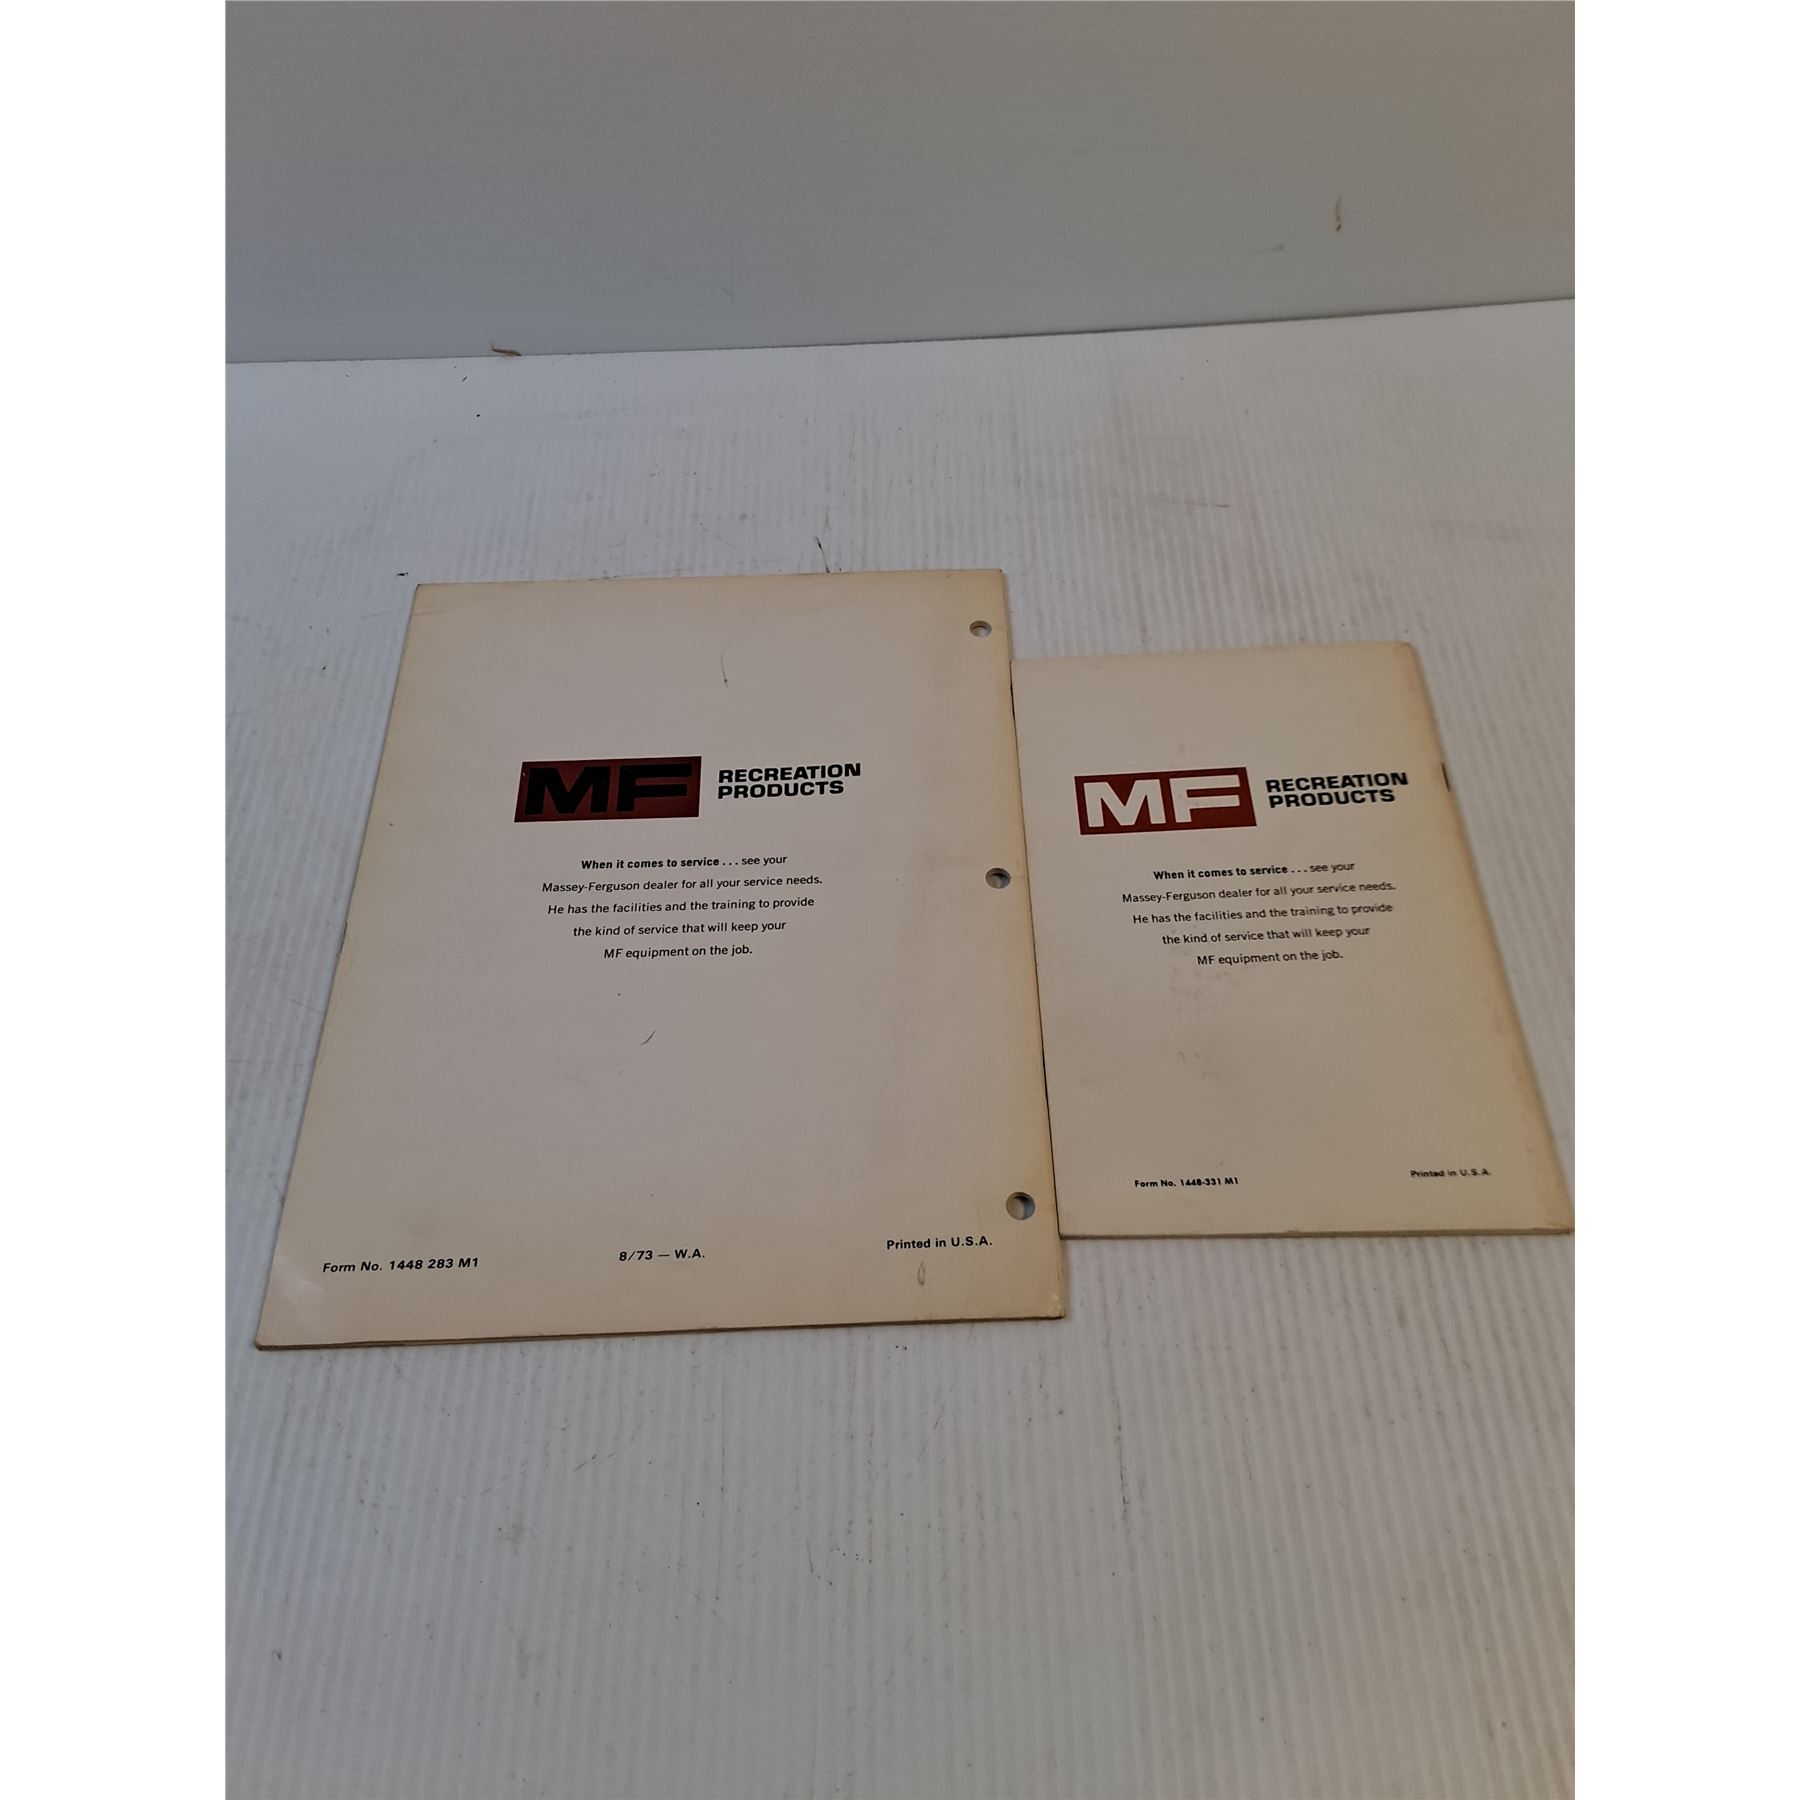 MF RECREATION
PRODUCTS
When it comes to service . . . see your
Massey-Ferguson dealer for all your service needs.
He has the facilities and the training to provide
the kind of service that will keep your
MF equipment on the job.
Form No. 1448 283 M1
8/73 — W.A.
Printed in U.S.A.
MF RECREATION
PRODUCTS
When it comes to service . . . see your
Massey-Ferguson dealer for all your service needs.
He has the facilities and the training to provide
the kind of service that will keep your
MF equipment on the job.
Form No. 1448-331 M1
Printed in U.S.A.